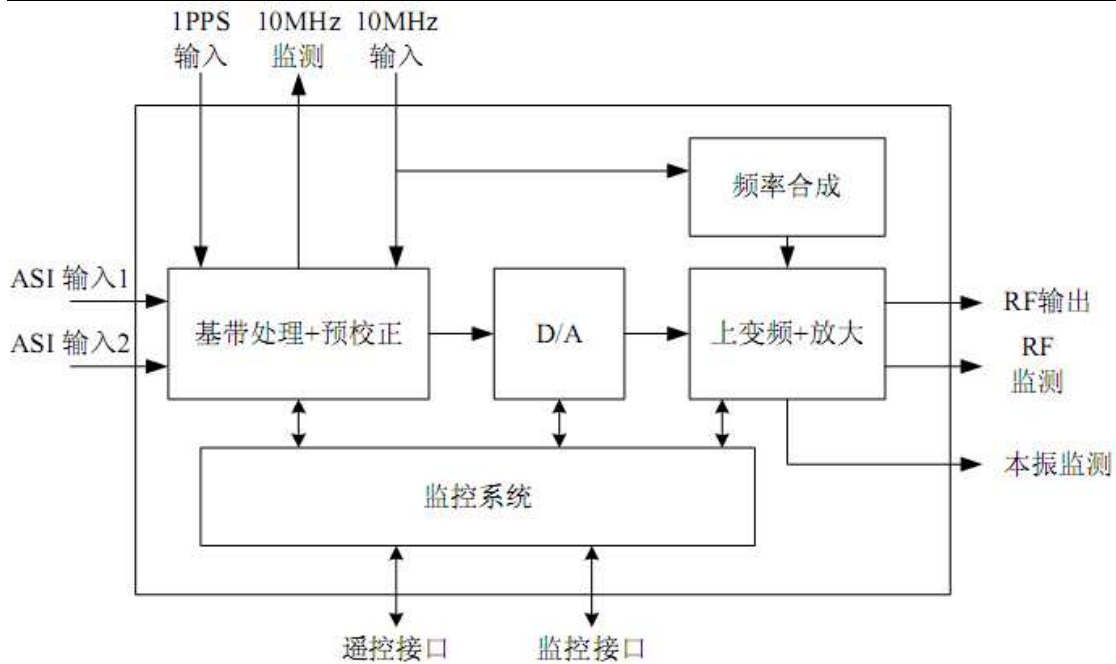 1PPS 10MHz 10MHz
输入 监测 输入
频率合成
ASI 输入1
RF输出
基带处理+预校正 D/A 上变频+放大
ASI 输入2
RF
监测
本振监测
监控系统
遥控接口 监控接口